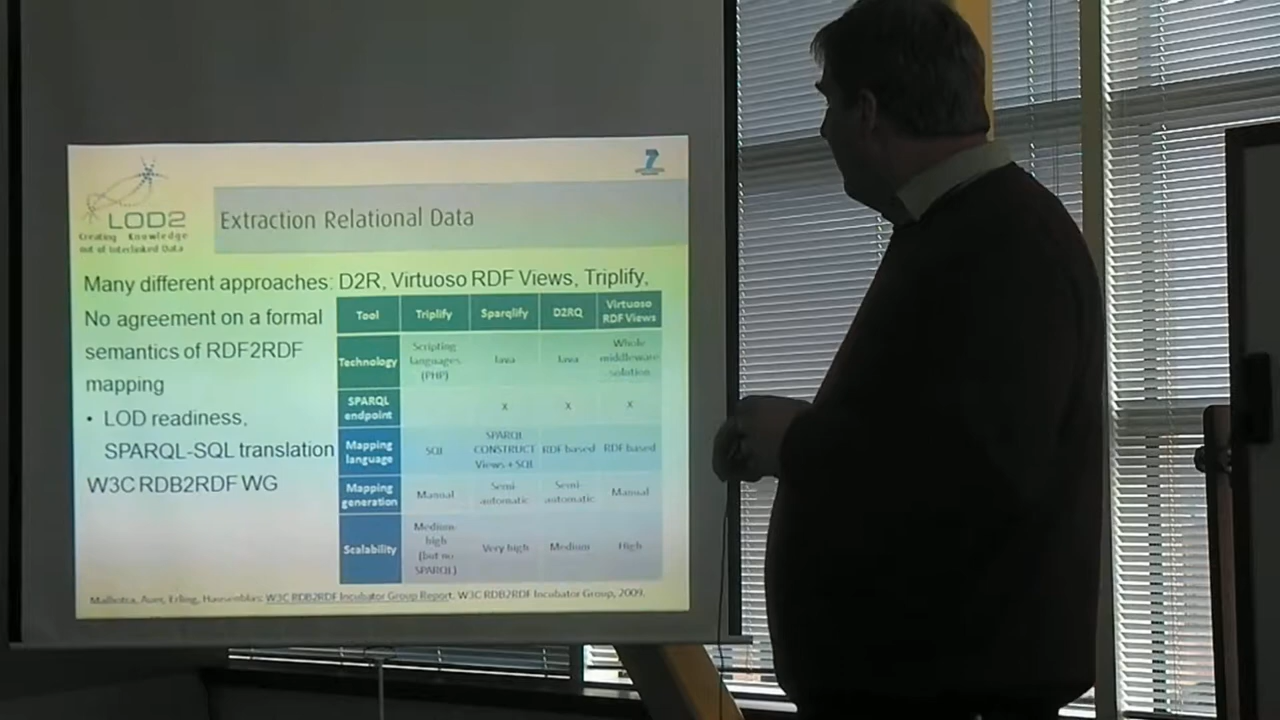 LOD2
Creating Knowledge
out of Interlinked Data
7
Extraction Relational Data
Many different approaches: D2R, Virtuoso RDF Views, Triplify,
No agreement on a formal
semantics of RDF2RDF
mapping
• LOD readiness,
SPARQL-SQL translation
W3C RDB2RDF WG
Tool Triplify Sparqlify D2RQ Virtuoso RDF Views
Technology Scripting languages (PHP) Java Java Whole middleware solution
SPARQL endpoint X X X
Mapping language SQL SPARQL CONSTRUCT Views + SQL RDF based RDF based
Mapping generation Manual Semi-automatic Semi-automatic Manual
Scalability Medium-high (but no SPARQL) Very high Medium High
Malhotra, Auer, Erling, Hausenblas: W3C RDB2RDF Incubator Group Report. W3C RDB2RDF Incubator Group, 2009.